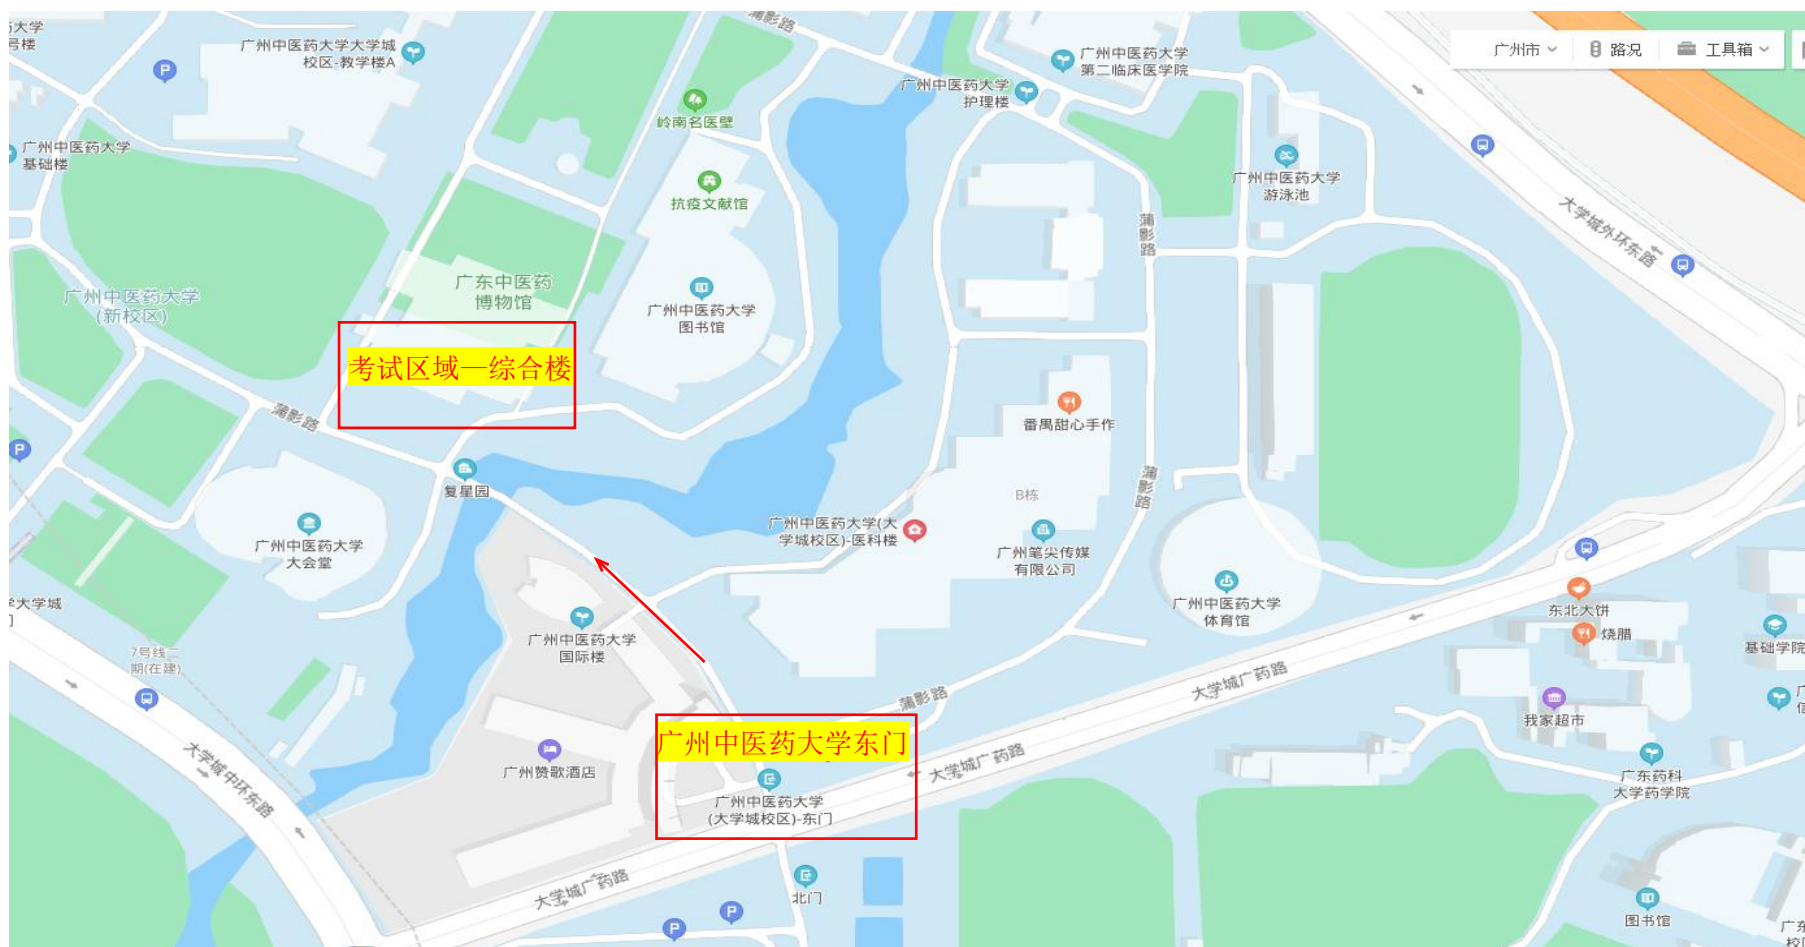 大学
号楼
广州中医药大学大学城
校区-教学楼A
蒲影路
广州中医药大学
第二临床医学院
广州市
路况
工具箱
广州中医药大学
护理楼
岭南名医壁
广州中医药大学
基础楼
抗疫文献馆
广州中医药大学
游泳池
大学城外环东路
蒲影路
广州中医药大学
(新校区)
广东中医药
博物馆
广州中医药大学
图书馆
考试区域—综合楼
蒲影路
番禺甜心手作
复星园
B栋
蒲影路
广州中医药大学(大
学城校区)-医科楼
广州中医药大学
大会堂
广州笔尖传媒
有限公司
广州中医药大学
体育馆
东北大饼
烧腊
大学城
广州中医药大学
国际楼
7号线二
期(在建)
基础学院
大学城广药路
蒲影路
我家超市
广州中医药大学东门
大学城中环东路
广州赞歌酒店
大学城广药路
广州中医药大学
(大学城校区)-东门
广东药科
大学药学院
大学城广药路
北门
图书馆
P
P
P
P